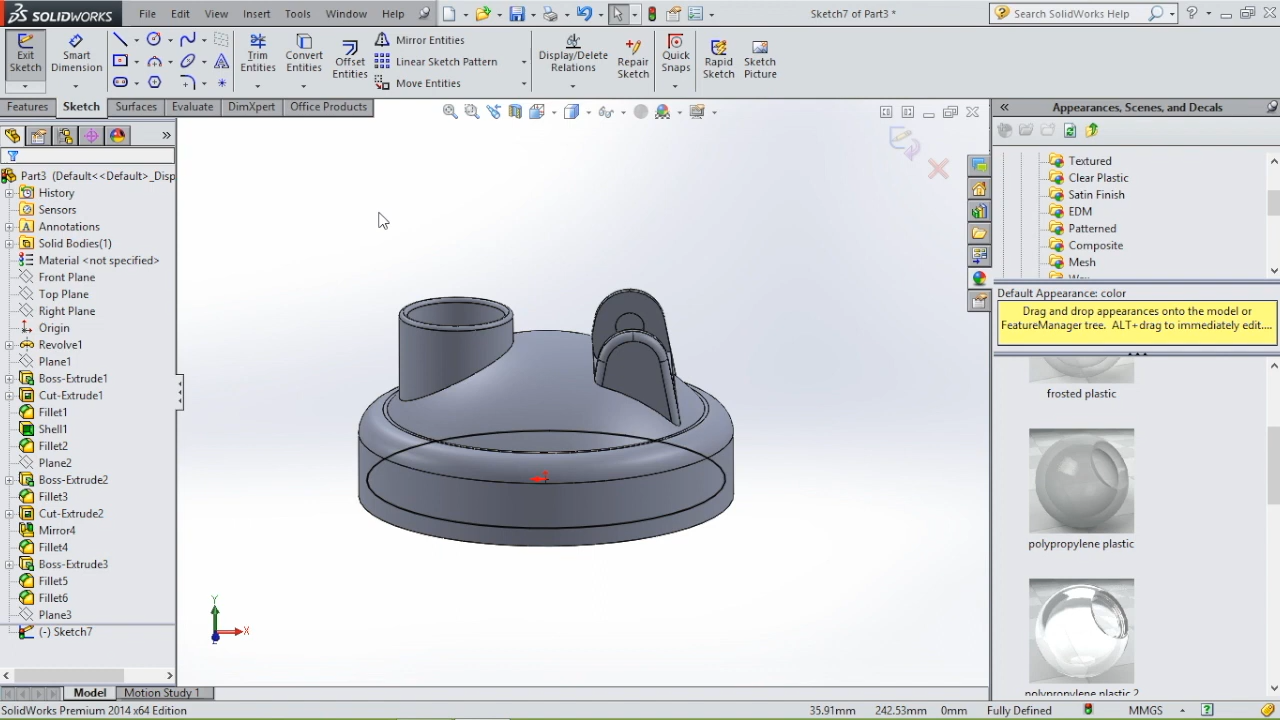 SOLIDWORKS
File Edit View Insert Tools Window Help
Sketch7 of Part3 *
Search SolidWorks Help
Exit Sketch
Smart Dimension
Trim Entities
Convert Entities
Offset Entities
Mirror Entities
Linear Sketch Pattern
Move Entities
Display/Delete Relations
Repair Sketch
Quick Snaps
Rapid Sketch
Sketch Picture
Features Sketch Surfaces Evaluate DimXpert Office Products
Part3 (Default<<Default>_Disp
History
Sensors
Annotations
Solid Bodies(1)
Material <not specified>
Front Plane
Top Plane
Right Plane
Origin
Revolve1
Plane1
Boss-Extrude1
Cut-Extrude1
Fillet1
Shell1
Fillet2
Plane2
Boss-Extrude2
Fillet3
Cut-Extrude2
Mirror4
Fillet4
Boss-Extrude3
Fillet5
Fillet6
Plane3
(-) Sketch7
Y
X
Z
Appearances, Scenes, and Decals
Textured
Clear Plastic
Satin Finish
EDM
Patterned
Composite
Mesh
Default Appearance: color
Drag and drop appearances onto the model or
FeatureManager tree. ALT+drag to immediately edit....
frosted plastic
polypropylene plastic
polypropylene plastic 2
Model Motion Study 1
SolidWorks Premium 2014 x64 Edition
35.91mm 242.53mm 0mm Fully Defined MMGS